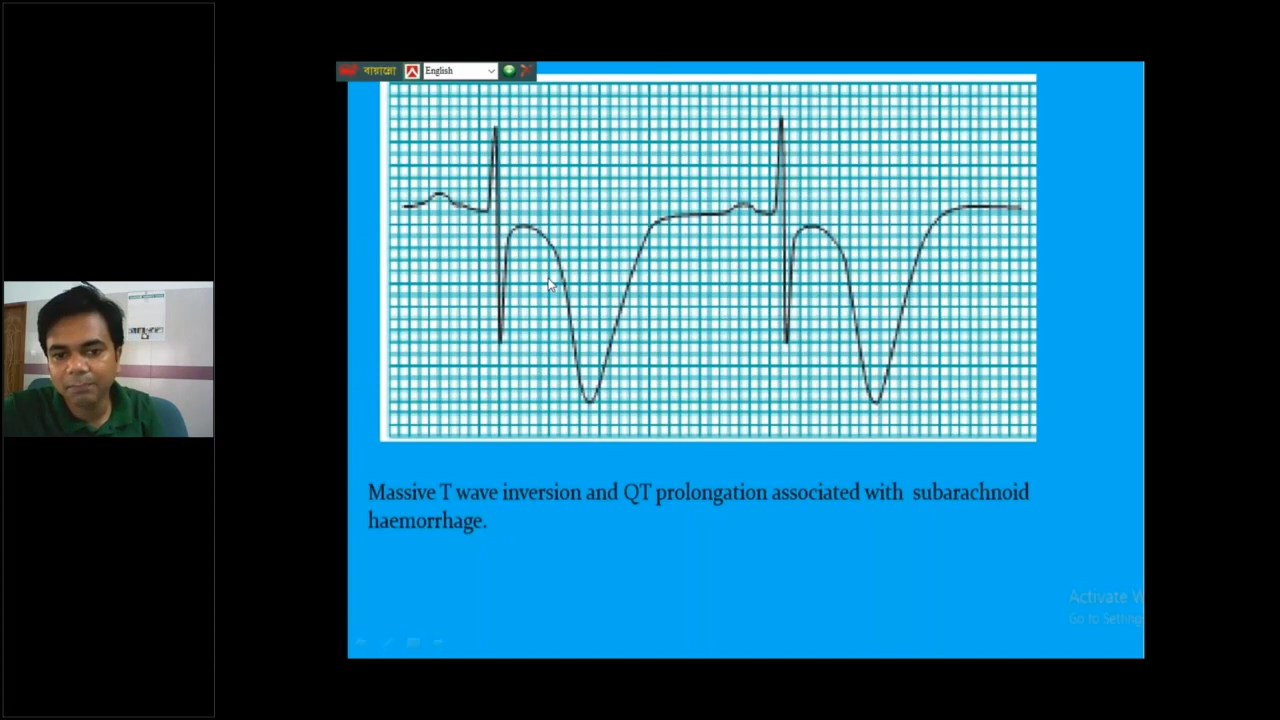 বায়ান্নো English
Massive T wave inversion and QT prolongation associated with subarachnoid
haemorrhage.
Activate W
Go to Setting